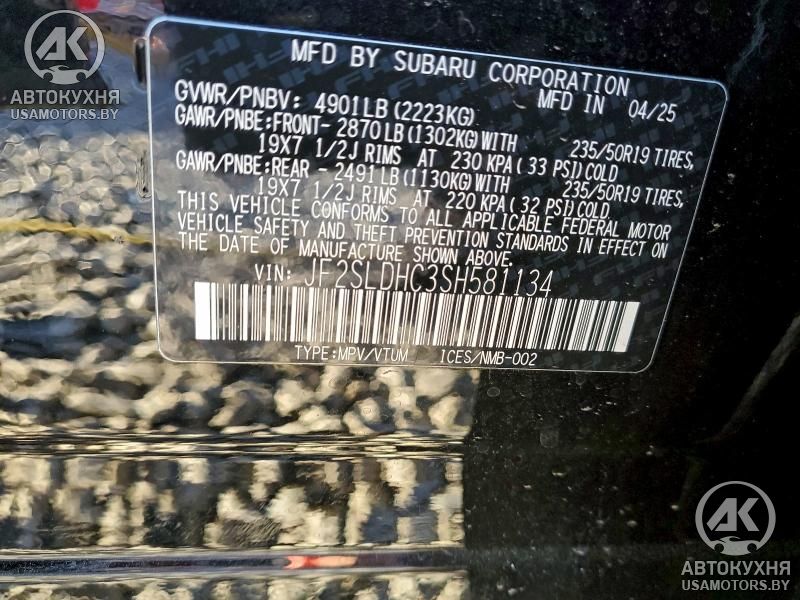 AK
АВТОКУХНЯ
USAMOTORS.BY
MFD BY SUBARU CORPORATION
GVWR/PNBV: 4901LB(2223KG) MFD IN 04/25
GAWR/PNBE:FRONT- 2870LB(1302KG)WITH 235/50R19 TIRES,
19X7 1/2J RIMS AT 230 KPA( 33 PSI)COLD
GAWR/PNBE:REAR - 2491LB(1130KG)WITH 235/50R19 TIRES,
19X7 1/2J RIMS AT 220 KPA( 32 PSI)COLD.
THIS VEHICLE CONFORMS TO ALL APPLICABLE FEDERAL MOTOR
VEHICLE SAFETY AND THEFT PREVENTION STANDARDS IN EFFECT ON
THE DATE OF MANUFACTURE SHOWN ABOVE.
VIN: JF2SLDHC3SH581134
TYPE:MPV/VTUM ICES/NMB-002
AK
АВТОКУХНЯ
USAMOTORS.BY